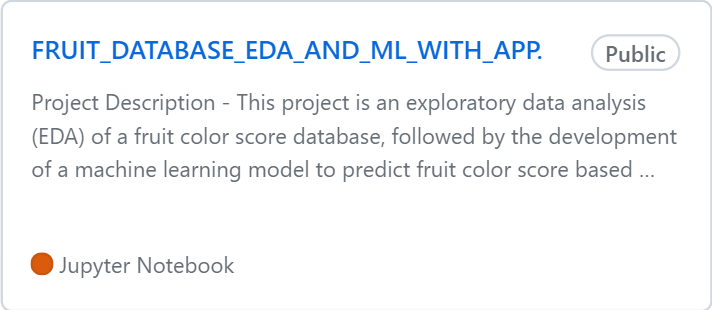 FRUIT_DATABASE_EDA_AND_ML_WITH_APP.
Public
Project Description - This project is an exploratory data analysis
(EDA) of a fruit color score database, followed by the development
of a machine learning model to predict fruit color score based ...
Jupyter Notebook